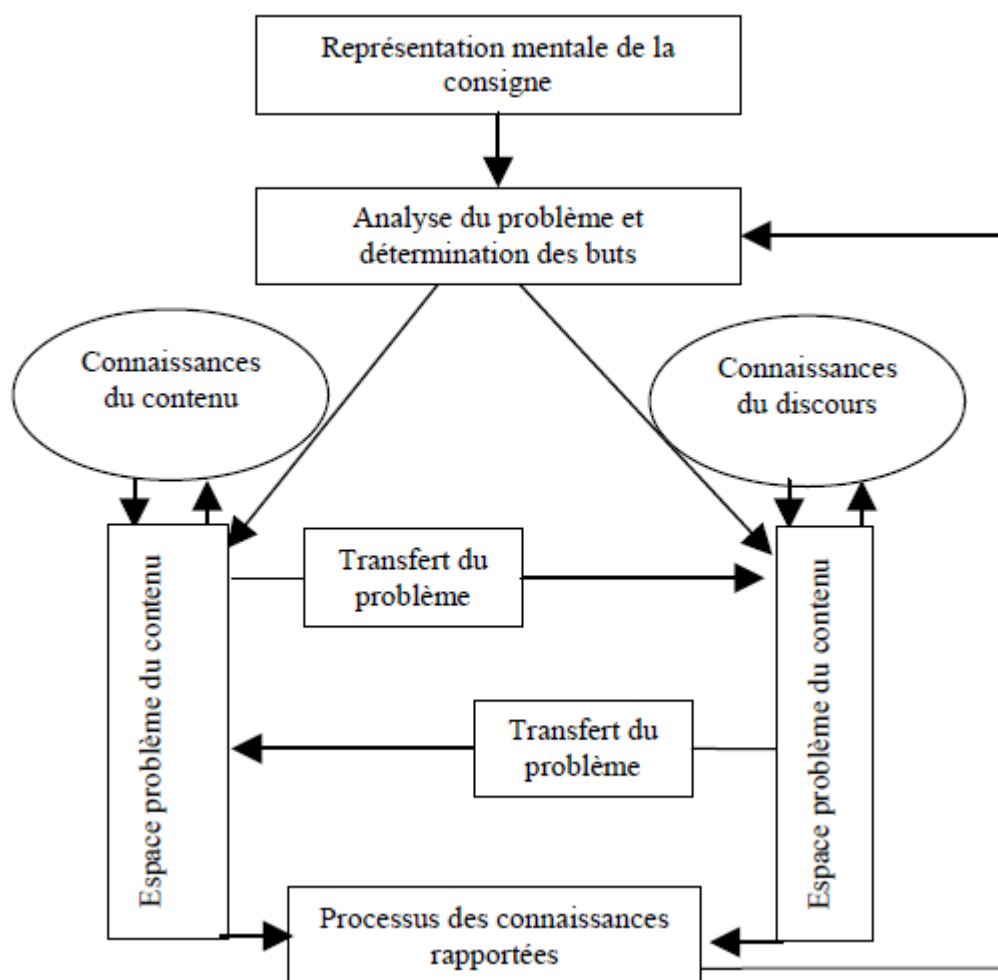 Représentation mentale de la
consigne
Analyse du problème et
détermination des buts
Connaissances
du contenu
Connaissances
du discours
Espace problème du contenu
Transfert du
problème
Espace problème du contenu
Transfert du
problème
Processus des connaissances
rapportées